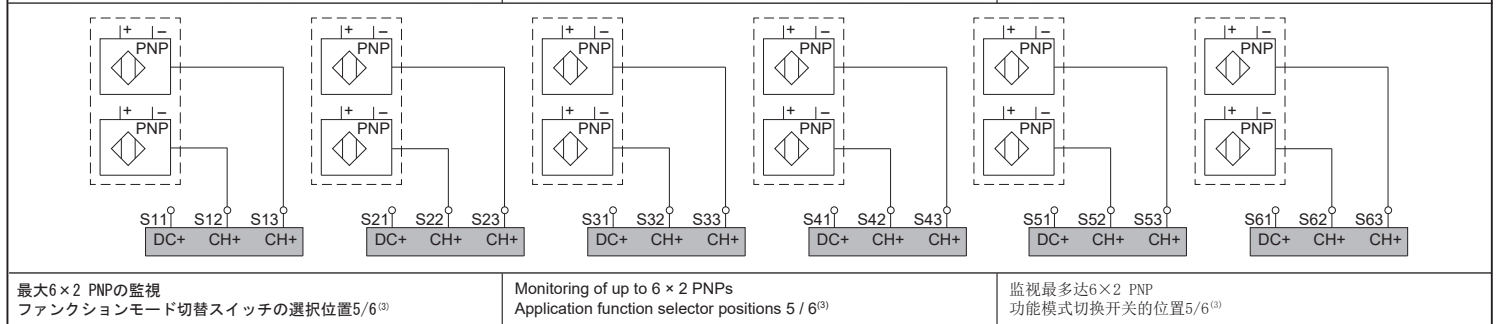 |+ |− |+ |− |+ |− |+ |− |+ |− |+ |−
PNP PNP PNP PNP PNP PNP
|+ |− |+ |− |+ |− |+ |− |+ |− |+ |−
PNP PNP PNP PNP PNP PNP
S11 S12 S13 S21 S22 S23 S31 S32 S33 S41 S42 S43 S51 S52 S53 S61 S62 S63
DC+ CH+ CH+ DC+ CH+ CH+ DC+ CH+ CH+ DC+ CH+ CH+ DC+ CH+ CH+ DC+ CH+ CH+
最大6×2 PNPの監視
ファンクションモード切替スイッチの選択位置5/6⁽³⁾
Monitoring of up to 6 × 2 PNPs
Application function selector positions 5 / 6⁽³⁾
监视最多达6×2 PNP
功能模式切换开关的位置5/6⁽³⁾